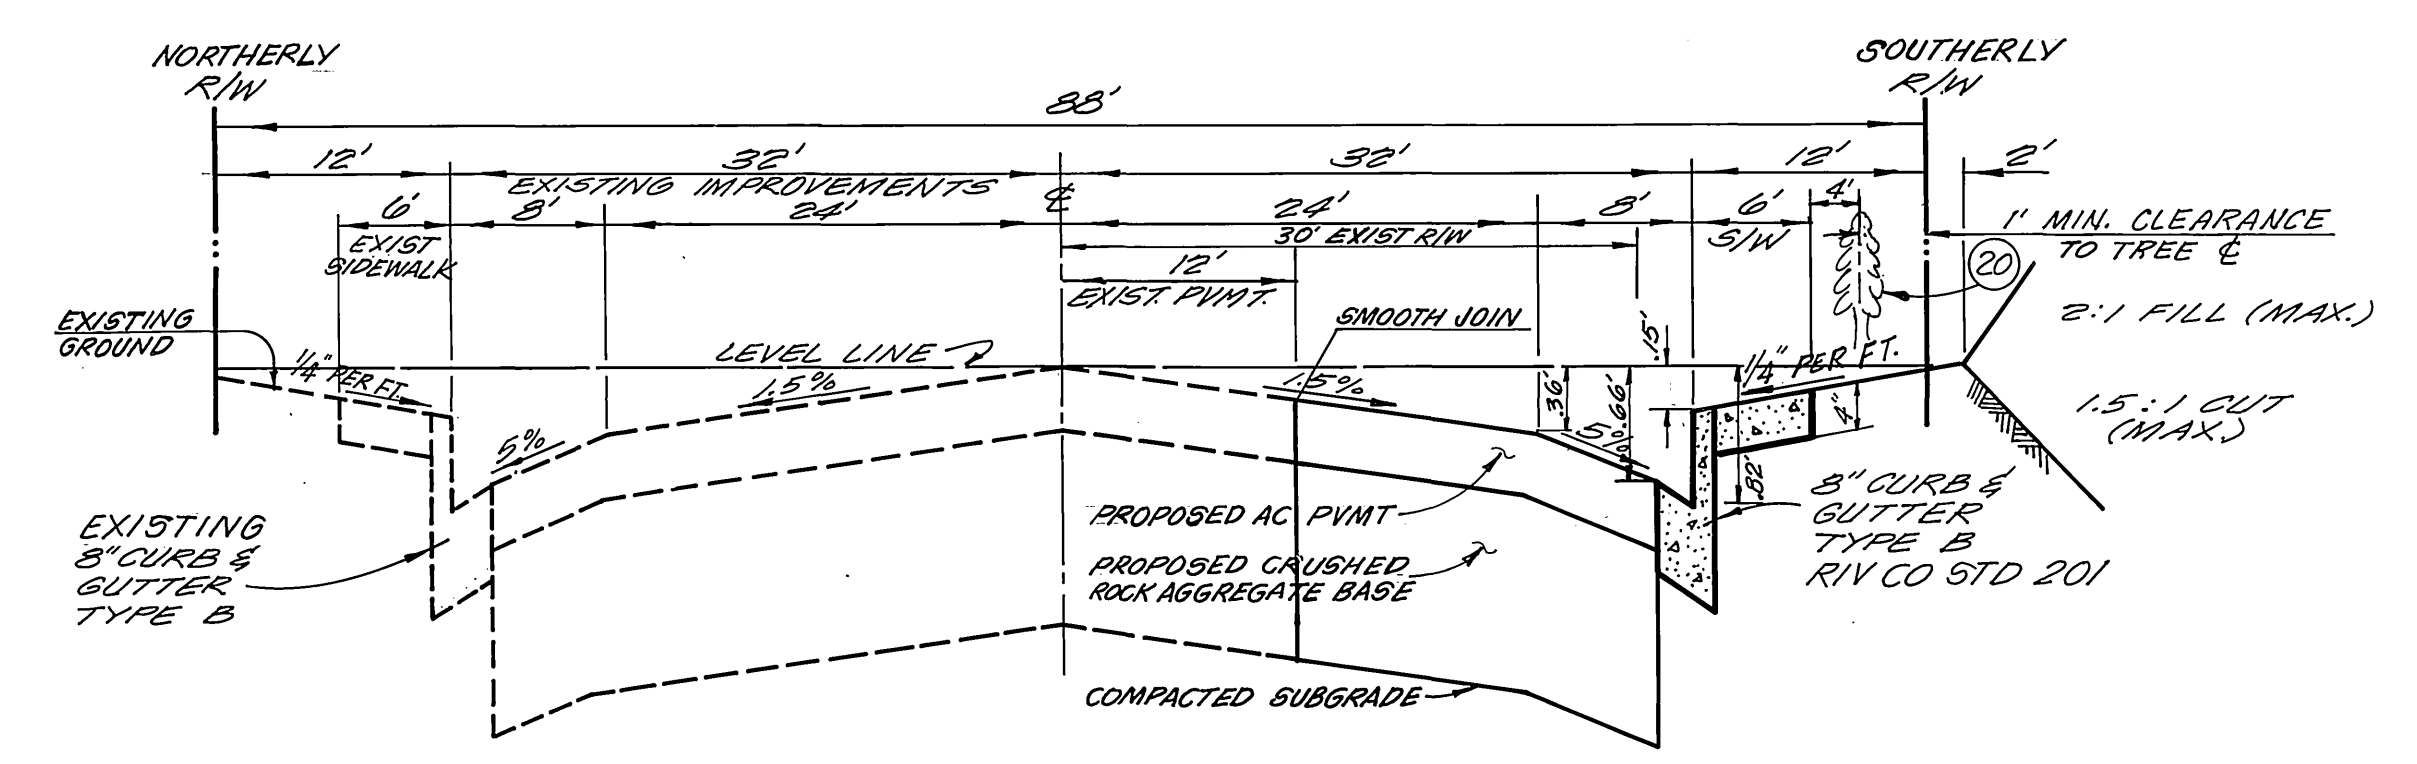 NORTHERLY
R/W
SOUTHERLY
R/W
88'
12'
32'
32'
12'
2'
EXISTING IMPROVEMENTS
℄
6'
8'
24'
24'
8'
6'
4'
EXIST
SIDEWALK
30' EXIST R/W
S/W
1' MIN. CLEARANCE
TO TREE ℄
20
12'
EXIST. PVMT.
EXISTING
GROUND
SMOOTH JOIN
2:1 FILL (MAX.)
LEVEL LINE
.15'
1/4" PER FT.
1/4" PER FT.
1.5%
1.5%
.36'
.66'
4"
1.5:1 CUT
(MAX.)
5%
5%
.82'
EXISTING
8" CURB &
GUTTER
TYPE B
PROPOSED AC PVMT
PROPOSED CRUSHED
ROCK AGGREGATE BASE
8" CURB &
GUTTER
TYPE B
RIV CO STD 201
COMPACTED SUBGRADE